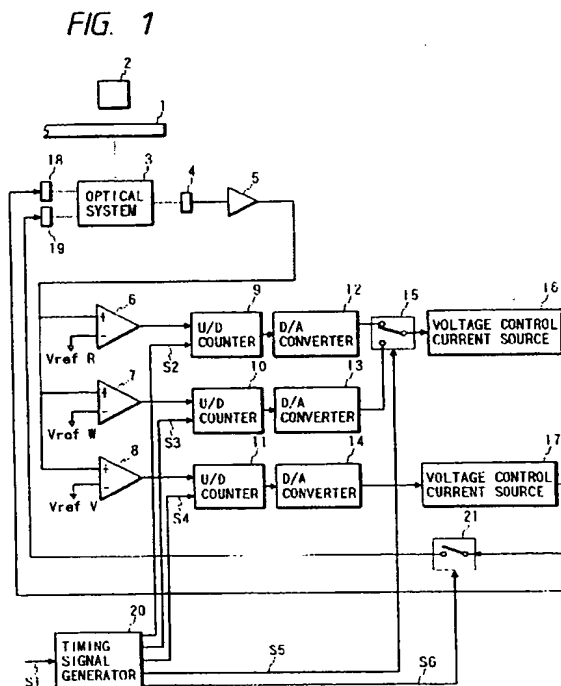 FIG. 1
2
1
18
3
4
5
OPTICAL
SYSTEM
19
6
Vref R
9
U/D
COUNTER
S2
12
D/A
CONVERTER
15
16
VOLTAGE CONTROL
CURRENT SOURCE
7
Vref W
10
U/D
COUNTER
S3
13
D/A
CONVERTER
8
Vref V
11
U/D
COUNTER
S4
14
D/A
CONVERTER
17
VOLTAGE CONTROL
CURRENT SOURCE
21
20
TIMING
SIGNAL
GENERATOR
S1
S5
S6